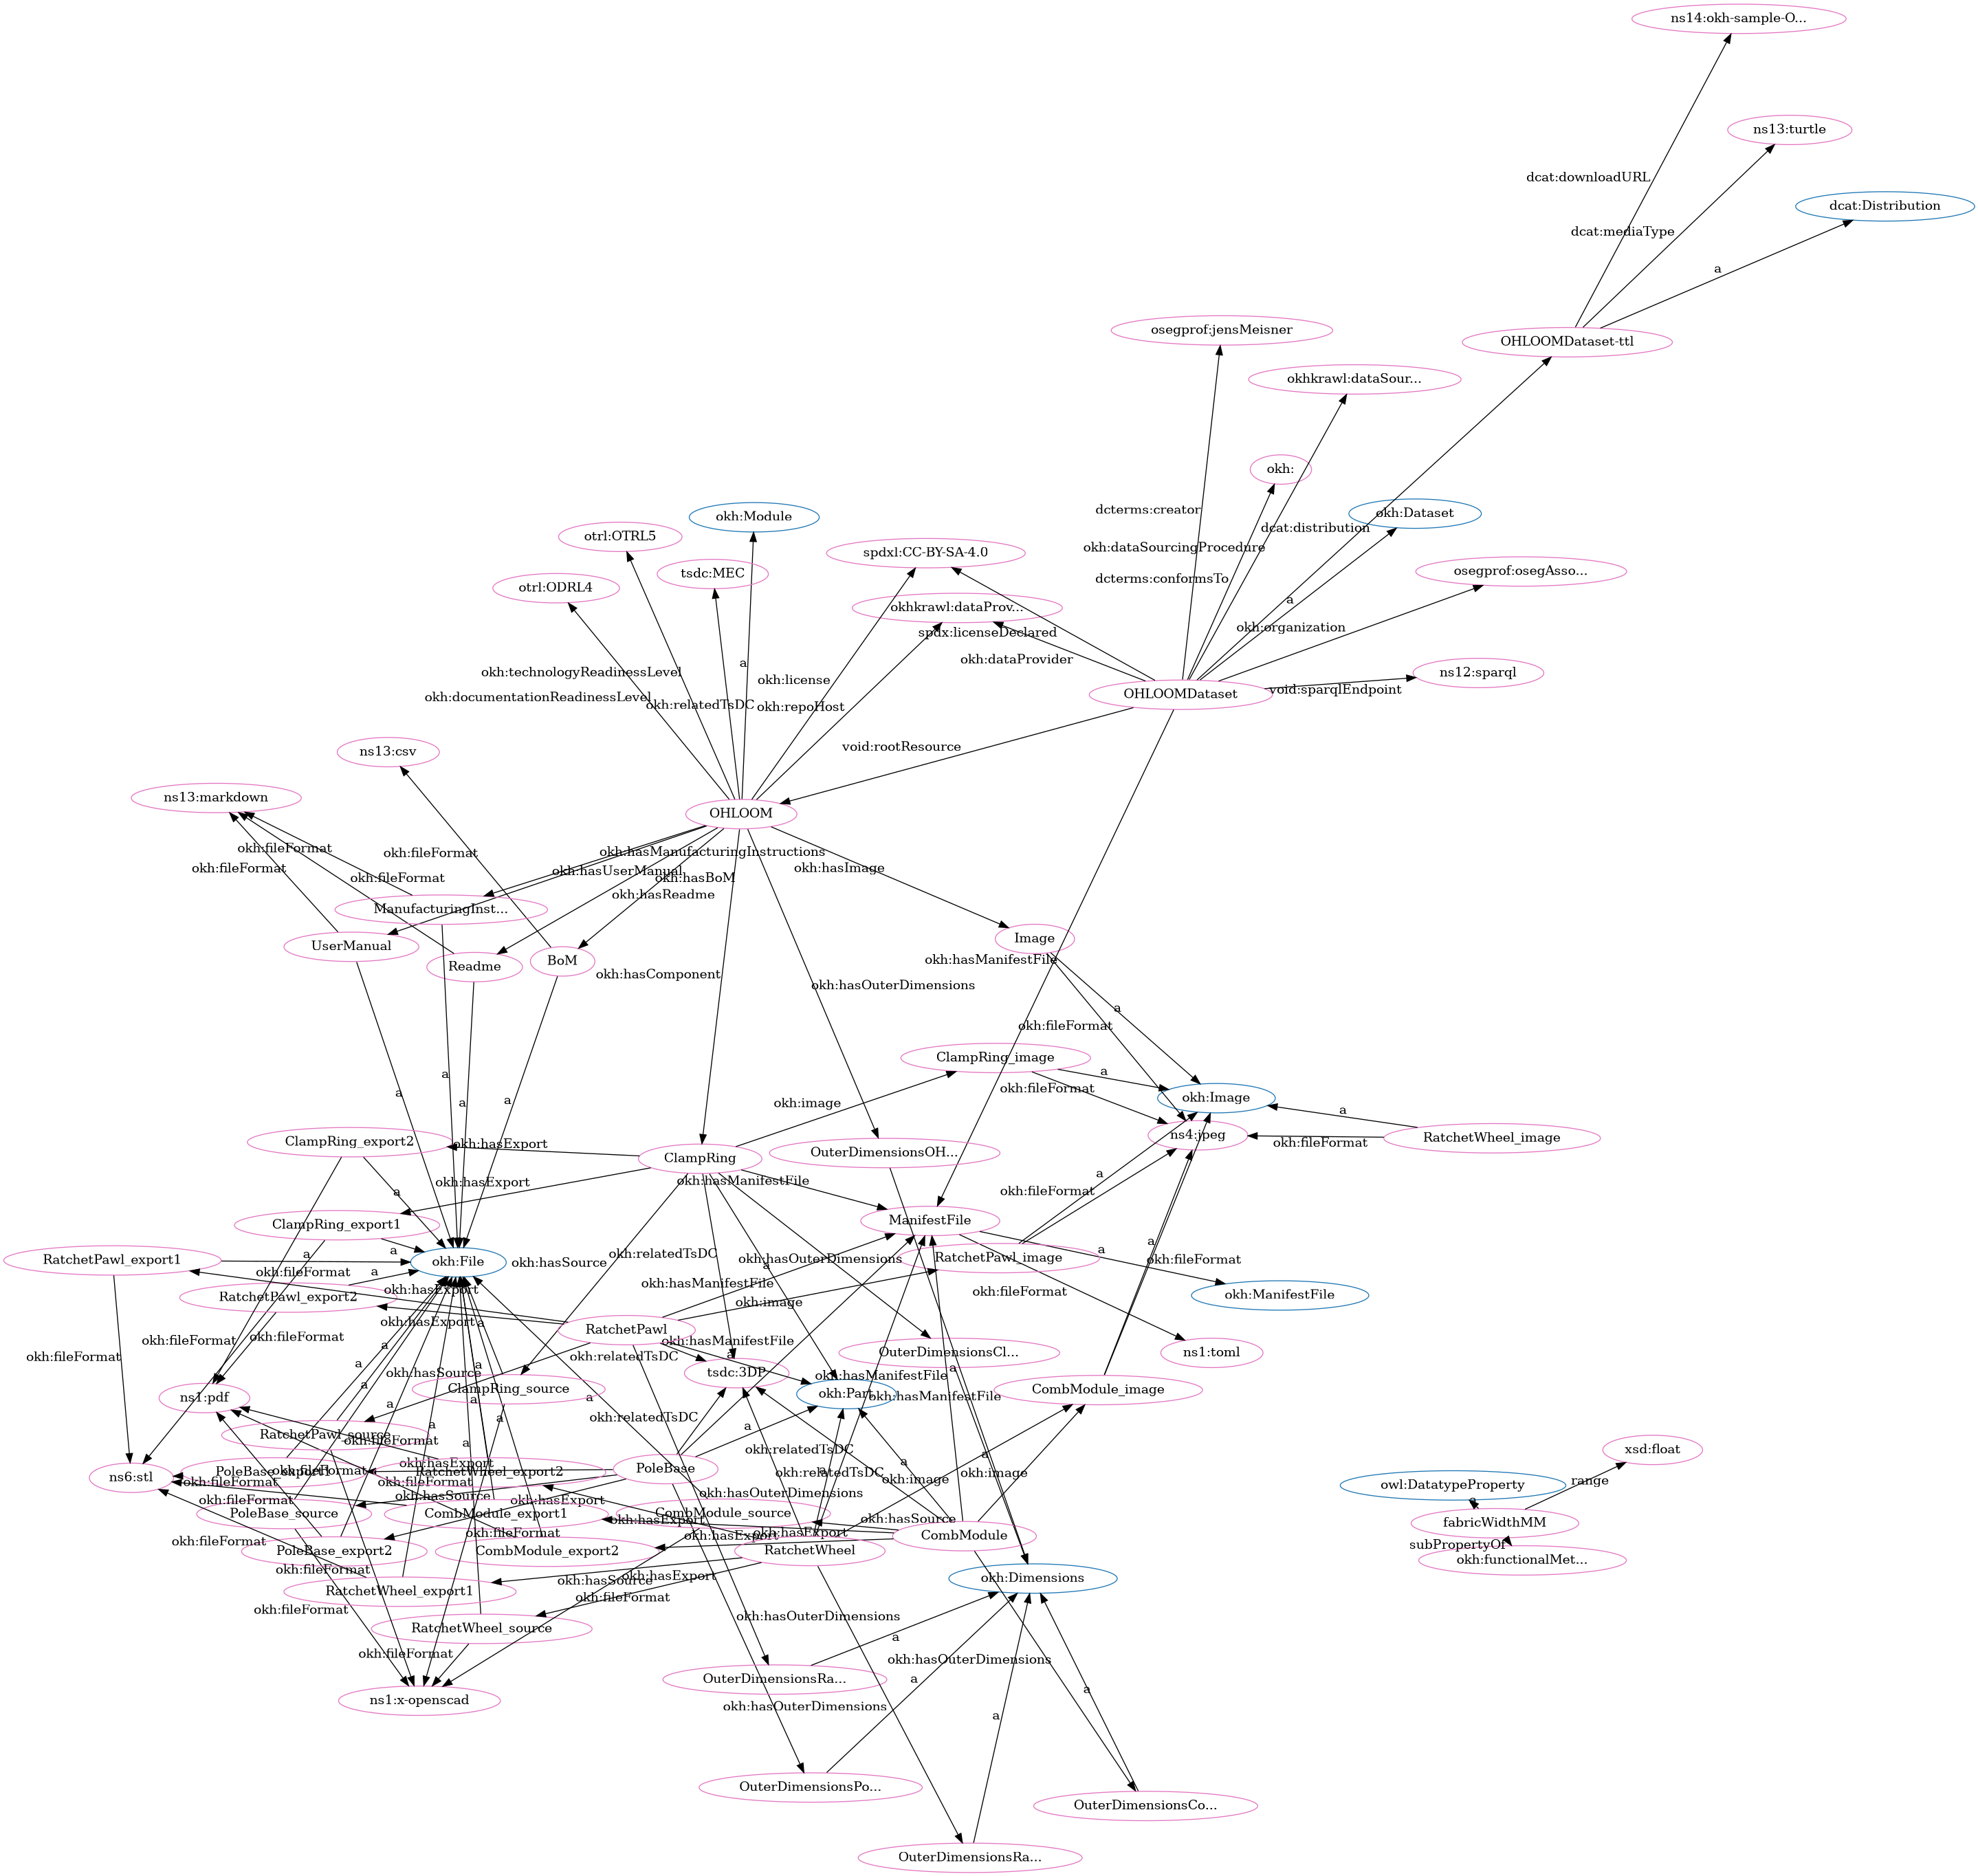 ns14:okh-sample-O...
ns13:turtle
dcat:downloadURL
dcat:Distribution
dcat:mediaType
a
osegprof:jensMeisner
OHLOOMDataset-ttl
okhkrawl:dataSour...
okh:
dcterms:creator
okh:Module
okh:Dataset
dcat:distribution
otrl:OTRL5
okh:dataSourcingProcedure
spdxl:CC-BY-SA-4.0
tsdc:MEC
osegprof:osegAsso...
dcterms:conformsTo
otrl:ODRL4
a
okhkrawl:dataProv...
okh:organization
spdx:licenseDeclared
okh:dataProvider
a
okh:technologyReadinessLevel
ns12:sparql
okh:license
void:sparqlEndpoint
OHLOOMDataset
okh:documentationReadinessLevel
okh:relatedTsDC
okh:repoHost
void:rootResource
ns13:csv
ns13:markdown
OHLOOM
okh:fileFormat
okh:fileFormat
okh:hasManufacturingInstructions
okh:fileFormat
okh:hasUserManual
okh:hasImage
okh:fileFormat
okh:hasBoM
okh:hasReadme
ManufacturingInst...
Image
UserManual
okh:hasManifestFile
BoM
Readme
okh:hasComponent
okh:hasOuterDimensions
a
okh:fileFormat
ClampRing_image
a
a
okh:fileFormat
a
okh:Image
a
a
okh:image
a
ns4:jpeg
RatchetWheel_image
ClampRing_export2
okh:hasExport
okh:fileFormat
OuterDimensionsOH...
ClampRing
a
okh:hasExport
okh:hasManifestFile
a
okh:fileFormat
ClampRing_export1
ManifestFile
a
a
a
okh:relatedTsDC
okh:hasOuterDimensions
RatchetPawl_image
a
okh:fileFormat
RatchetPawl_export1
okh:File
okh:hasSource
a
okh:fileFormat
a
okh:hasManifestFile
okh:hasExport
okh:fileFormat
RatchetPawl_export2
okh:ManifestFile
okh:image
okh:hasExport
a
RatchetPawl
okh:fileFormat
okh:fileFormat
okh:hasManifestFile
a
okh:fileFormat
okh:relatedTsDC
a
OuterDimensionsCl...
ns1:toml
a
a
okh:hasSource
tsdc:3DP
a
okh:hasManifestFile
ClampRing_source
a
okh:Part
okh:hasManifestFile
CombModule_image
ns1:pdf
a
a
a
a
okh:relatedTsDC
a
a
RatchetPawl_source
okh:fileFormat
a
okh:relatedTsDC
a
xsd:float
PoleBase
okh:hasExport
a
PoleBase_export1
okh:fileFormat
RatchetWheel_export2
okh:relatedTsDC
okh:image
okh:image
ns6:stl
okh:fileFormat
okh:fileFormat
range
owl:DatatypeProperty
okh:hasSource
okh:hasOuterDimensions
okh:fileFormat
okh:hasExport
a
PoleBase_source
CombModule_export1
CombModule_source
okh:hasExport
okh:hasSource
fabricWidthMM
okh:fileFormat
okh:fileFormat
okh:hasExport
okh:hasExport
CombModule
subPropertyOf
PoleBase_export2
CombModule_export2
RatchetWheel
okh:functionalMet...
okh:fileFormat
okh:hasSource
okh:hasExport
okh:Dimensions
RatchetWheel_export1
okh:fileFormat
okh:fileFormat
okh:hasOuterDimensions
RatchetWheel_source
a
okh:fileFormat
okh:hasOuterDimensions
OuterDimensionsRa...
a
a
ns1:x-openscad
okh:hasOuterDimensions
a
OuterDimensionsPo...
OuterDimensionsCo...
OuterDimensionsRa...